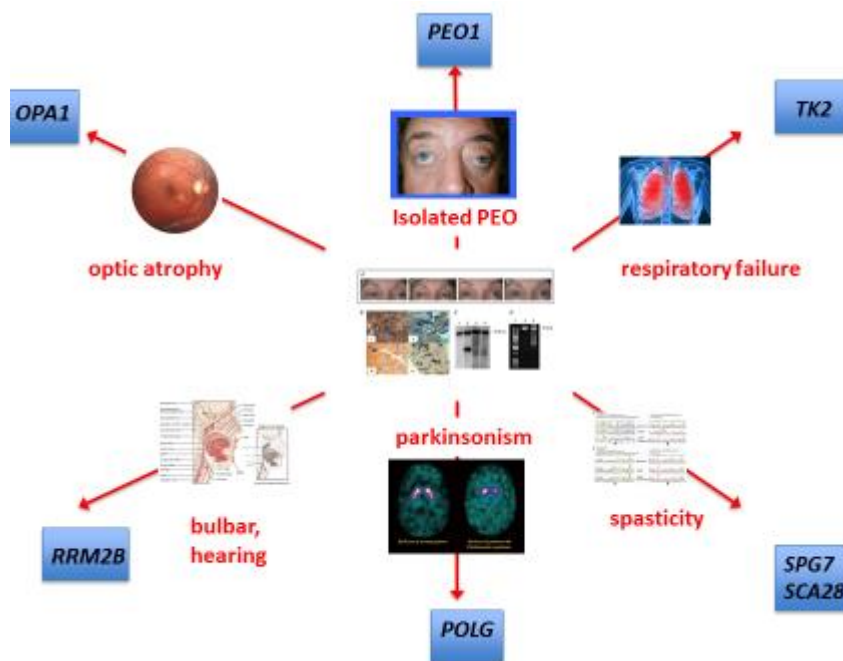 PEO1
OPA1
TK2
Isolated PEO
optic atrophy
respiratory failure
parkinsonism
bulbar,
hearing
spasticity
RRM2B
SPG7
SCA28
POLG